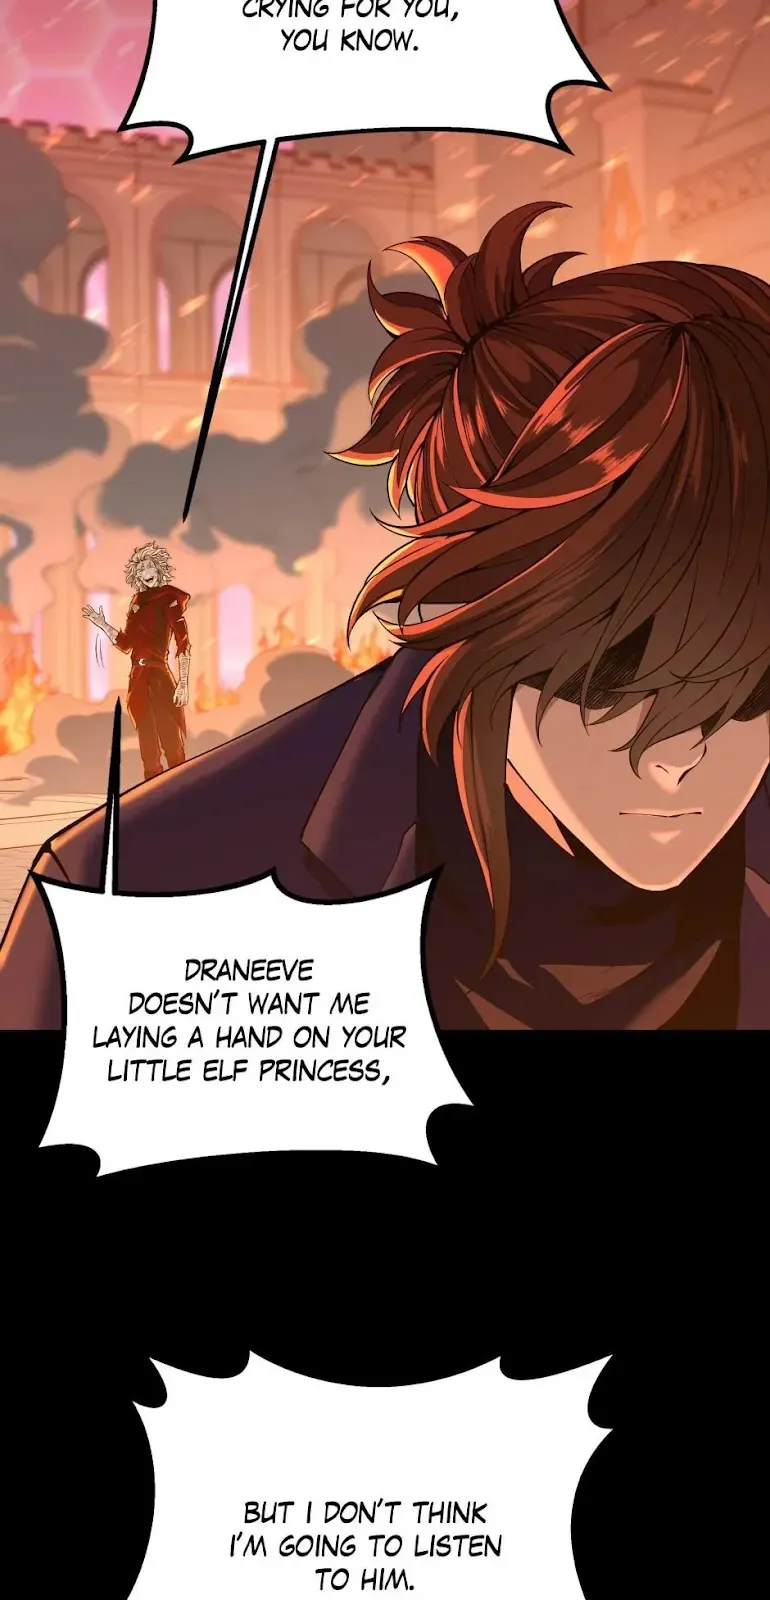 CRYING FOR YOU,
YOU KNOW.
DRANEEVE
DOESN'T WANT ME
LAYING A HAND ON YOUR
LITTLE ELF PRINCESS,
BUT I DON'T THINK
I'M GOING TO LISTEN
TO HIM.